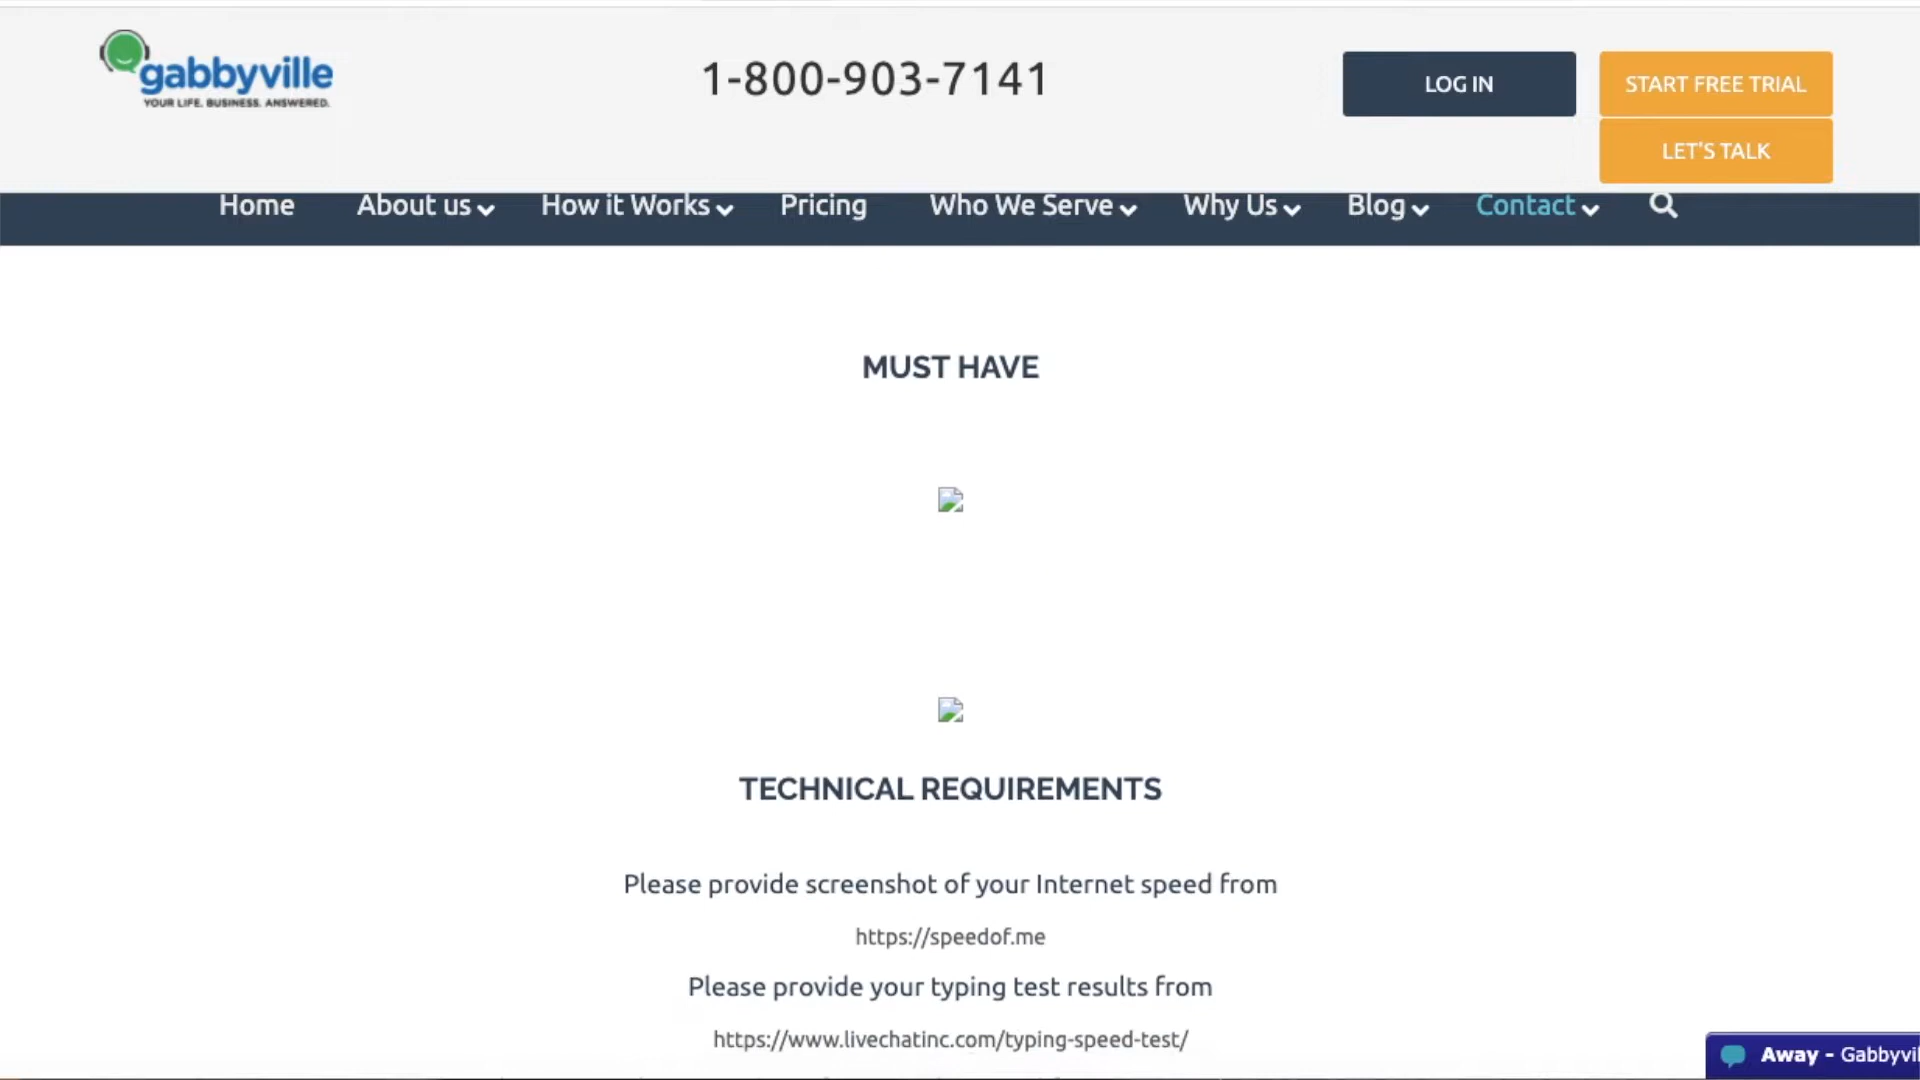 gabbyville
YOUR LIFE. BUSINESS. ANSWERED.
1-800-903-7141
LOG IN
START FREE TRIAL
LET'S TALK
Home About us How it Works Pricing Who We Serve Why Us Blog Contact
MUST HAVE
TECHNICAL REQUIREMENTS
Please provide screenshot of your Internet speed from
https://speedof.me
Please provide your typing test results from
https://www.livechatinc.com/typing-speed-test/
Away - Gabbyvil